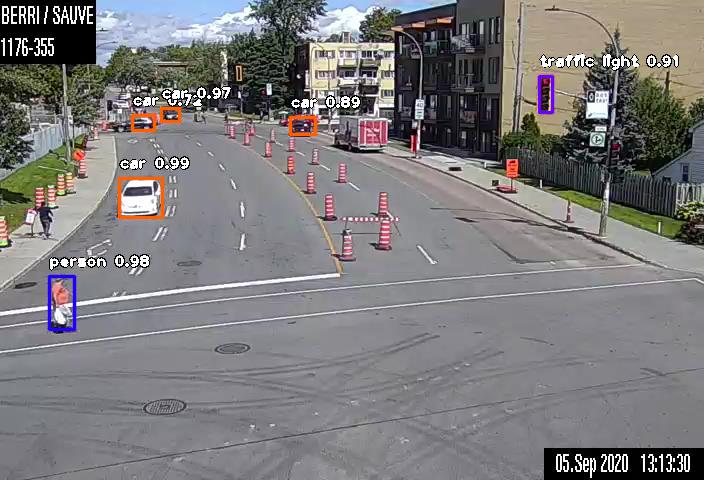 BERRI / SAUVE
1176-355
traffic light 0.91
car 0.97
car 0.72
car 0.89
car 0.99
person 0.98
05.Sep 2020 13:13:30